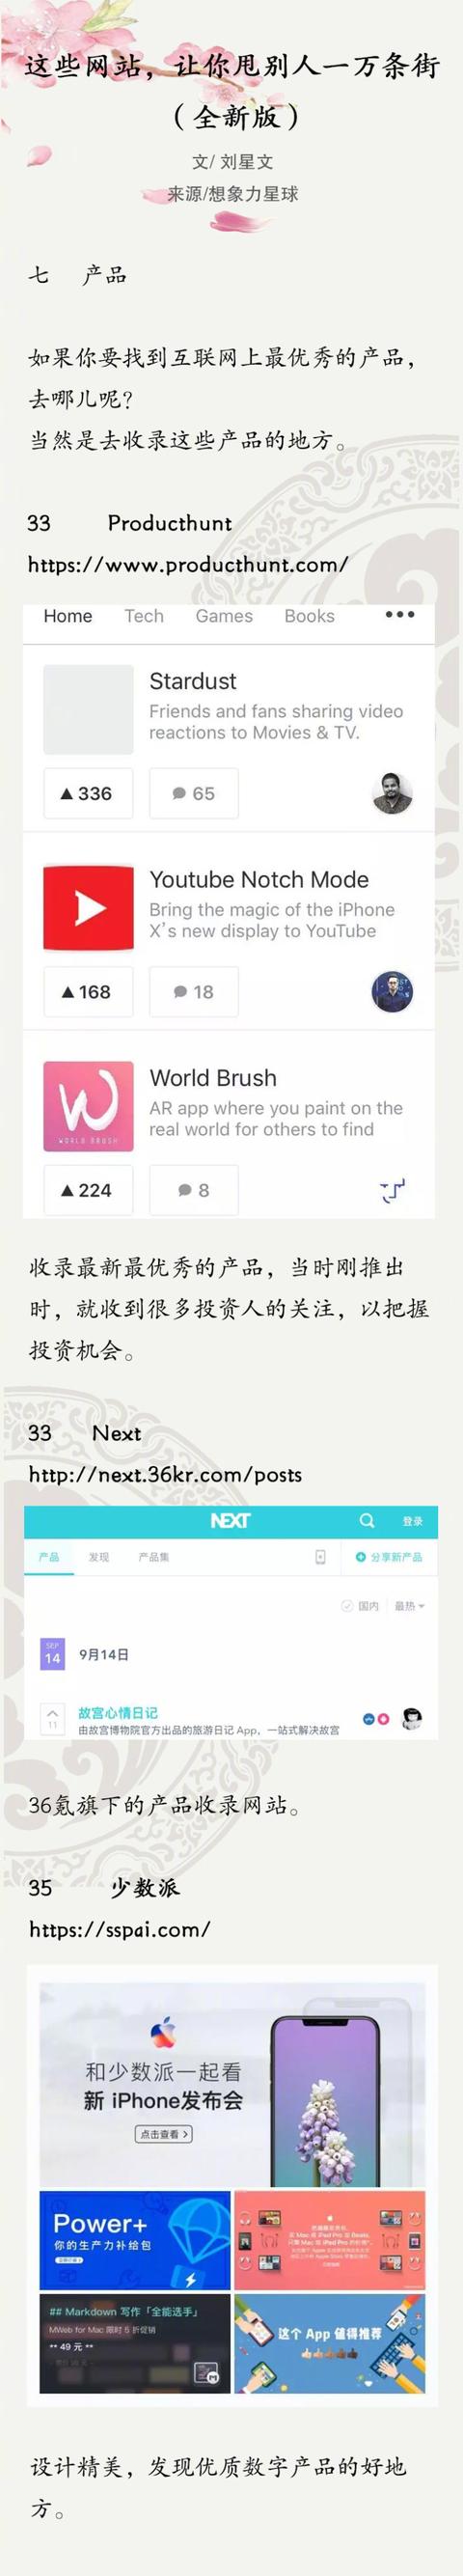 这些网站，让你甩别人一万条街
（全新版）
文/ 刘星文
来源/想象力星球
七 产品
如果你要找到互联网上最优秀的产品，
去哪儿呢？
当然是去收录这些产品的地方。
33 Producthunt
https://www.producthunt.com/
Home Tech Games Books •••
Stardust
Friends and fans sharing video
reactions to Movies & TV.
▲336 65
Youtube Notch Mode
Bring the magic of the iPhone
X's new display to YouTube
▲168 18
World Brush
AR app where you paint on the
real world for others to find
WORLD BRUSH
▲224 8
收录最新最优秀的产品，当时刚推出
时，就收到很多投资人的关注，以把握
投资机会。
33 Next
http://next.36kr.com/posts
NEXT 登录
产品 发现 产品集 分享新产品
国内 最热
SEP
14 9月14日
故宫心情日记
11 由故宫博物院官方出品的旅游日记 App，一站式解决故宫
36氪旗下的产品收录网站。
35 少数派
https://sspai.com/
和少数派一起看
新 iPhone发布会
点击查看 >
Power+
你的生产力补给包
## Markdown 写作「全能选手」
MWeb for Mac 限时 5 折促销
** 49 元 **
这个 App 值得推荐
设计精美，发现优质数字产品的好地
方。